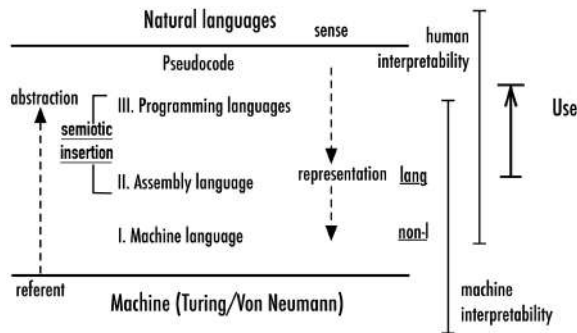 Natural languages
sense
human
interpretability
Pseudocode
abstraction
III. Programming languages
Use
semiotic
insertion
II. Assembly language
representation
lang
I. Machine language
non-l
referent
Machine (Turing/Von Neumann)
machine
interpretability